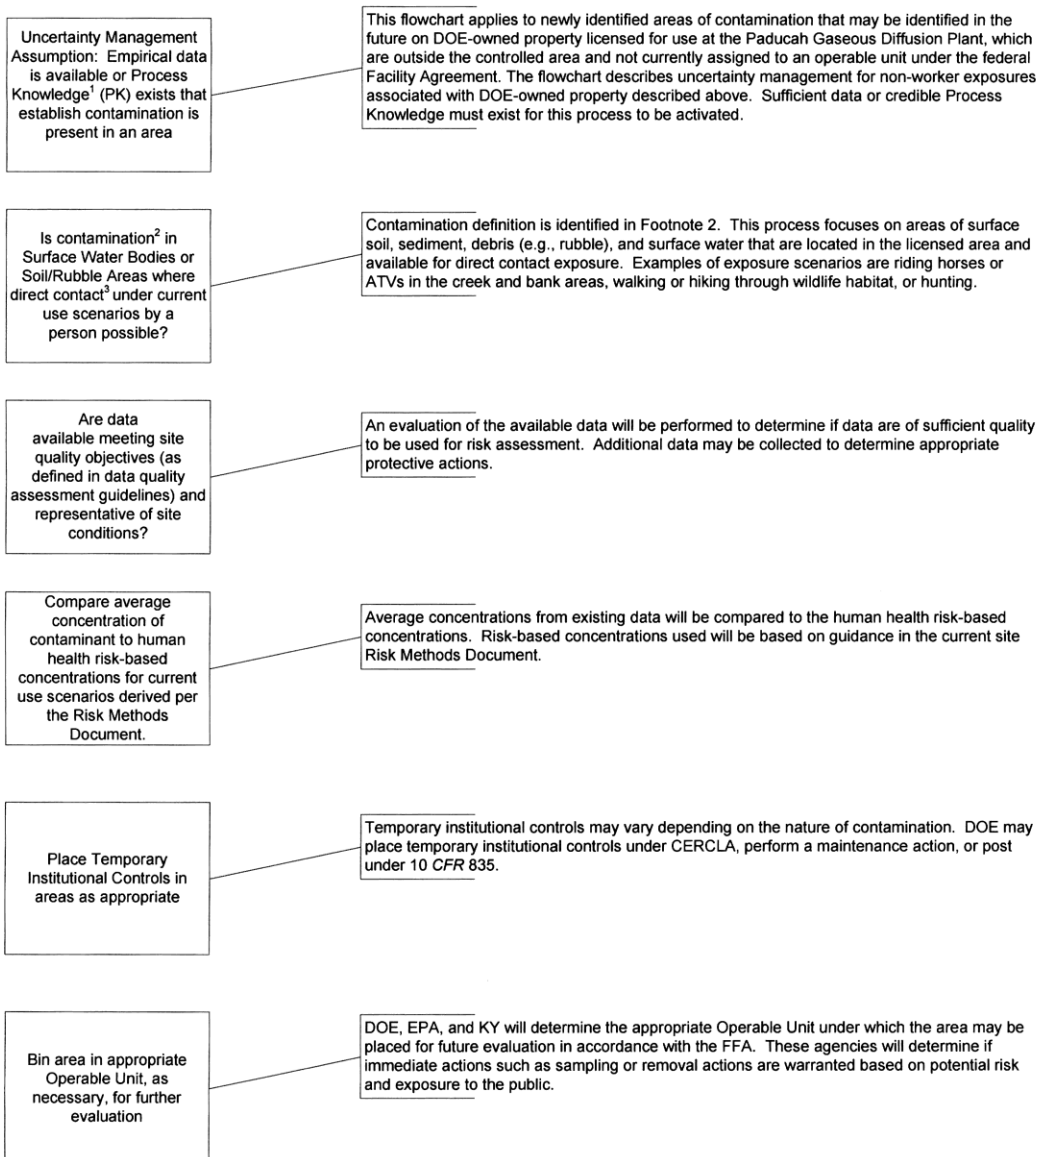 Uncertainty Management
Assumption: Empirical data
is available or Process
Knowledge¹ (PK) exists that
establish contamination is
present in an area
This flowchart applies to newly identified areas of contamination that may be identified in the
future on DOE-owned property licensed for use at the Paducah Gaseous Diffusion Plant, which
are outside the controlled area and not currently assigned to an operable unit under the federal
Facility Agreement. The flowchart describes uncertainty management for non-worker exposures
associated with DOE-owned property described above. Sufficient data or credible Process
Knowledge must exist for this process to be activated.
Is contamination² in
Surface Water Bodies or
Soil/Rubble Areas where
direct contact³ under current
use scenarios by a
person possible?
Contamination definition is identified in Footnote 2. This process focuses on areas of surface
soil, sediment, debris (e.g., rubble), and surface water that are located in the licensed area and
available for direct contact exposure. Examples of exposure scenarios are riding horses or
ATVs in the creek and bank areas, walking or hiking through wildlife habitat, or hunting.
Are data
available meeting site
quality objectives (as
defined in data quality
assessment guidelines) and
representative of site
conditions?
An evaluation of the available data will be performed to determine if data are of sufficient quality
to be used for risk assessment. Additional data may be collected to determine appropriate
protective actions.
Compare average
concentration of
contaminant to human
health risk-based
concentrations for current
use scenarios derived per
the Risk Methods
Document.
Average concentrations from existing data will be compared to the human health risk-based
concentrations. Risk-based concentrations used will be based on guidance in the current site
Risk Methods Document.
Place Temporary
Institutional Controls in
areas as appropriate
Temporary institutional controls may vary depending on the nature of contamination. DOE may
place temporary institutional controls under CERCLA, perform a maintenance action, or post
under 10 CFR 835.
Bin area in appropriate
Operable Unit, as
necessary, for further
evaluation
DOE, EPA, and KY will determine the appropriate Operable Unit under which the area may be
placed for future evaluation in accordance with the FFA. These agencies will determine if
immediate actions such as sampling or removal actions are warranted based on potential risk
and exposure to the public.